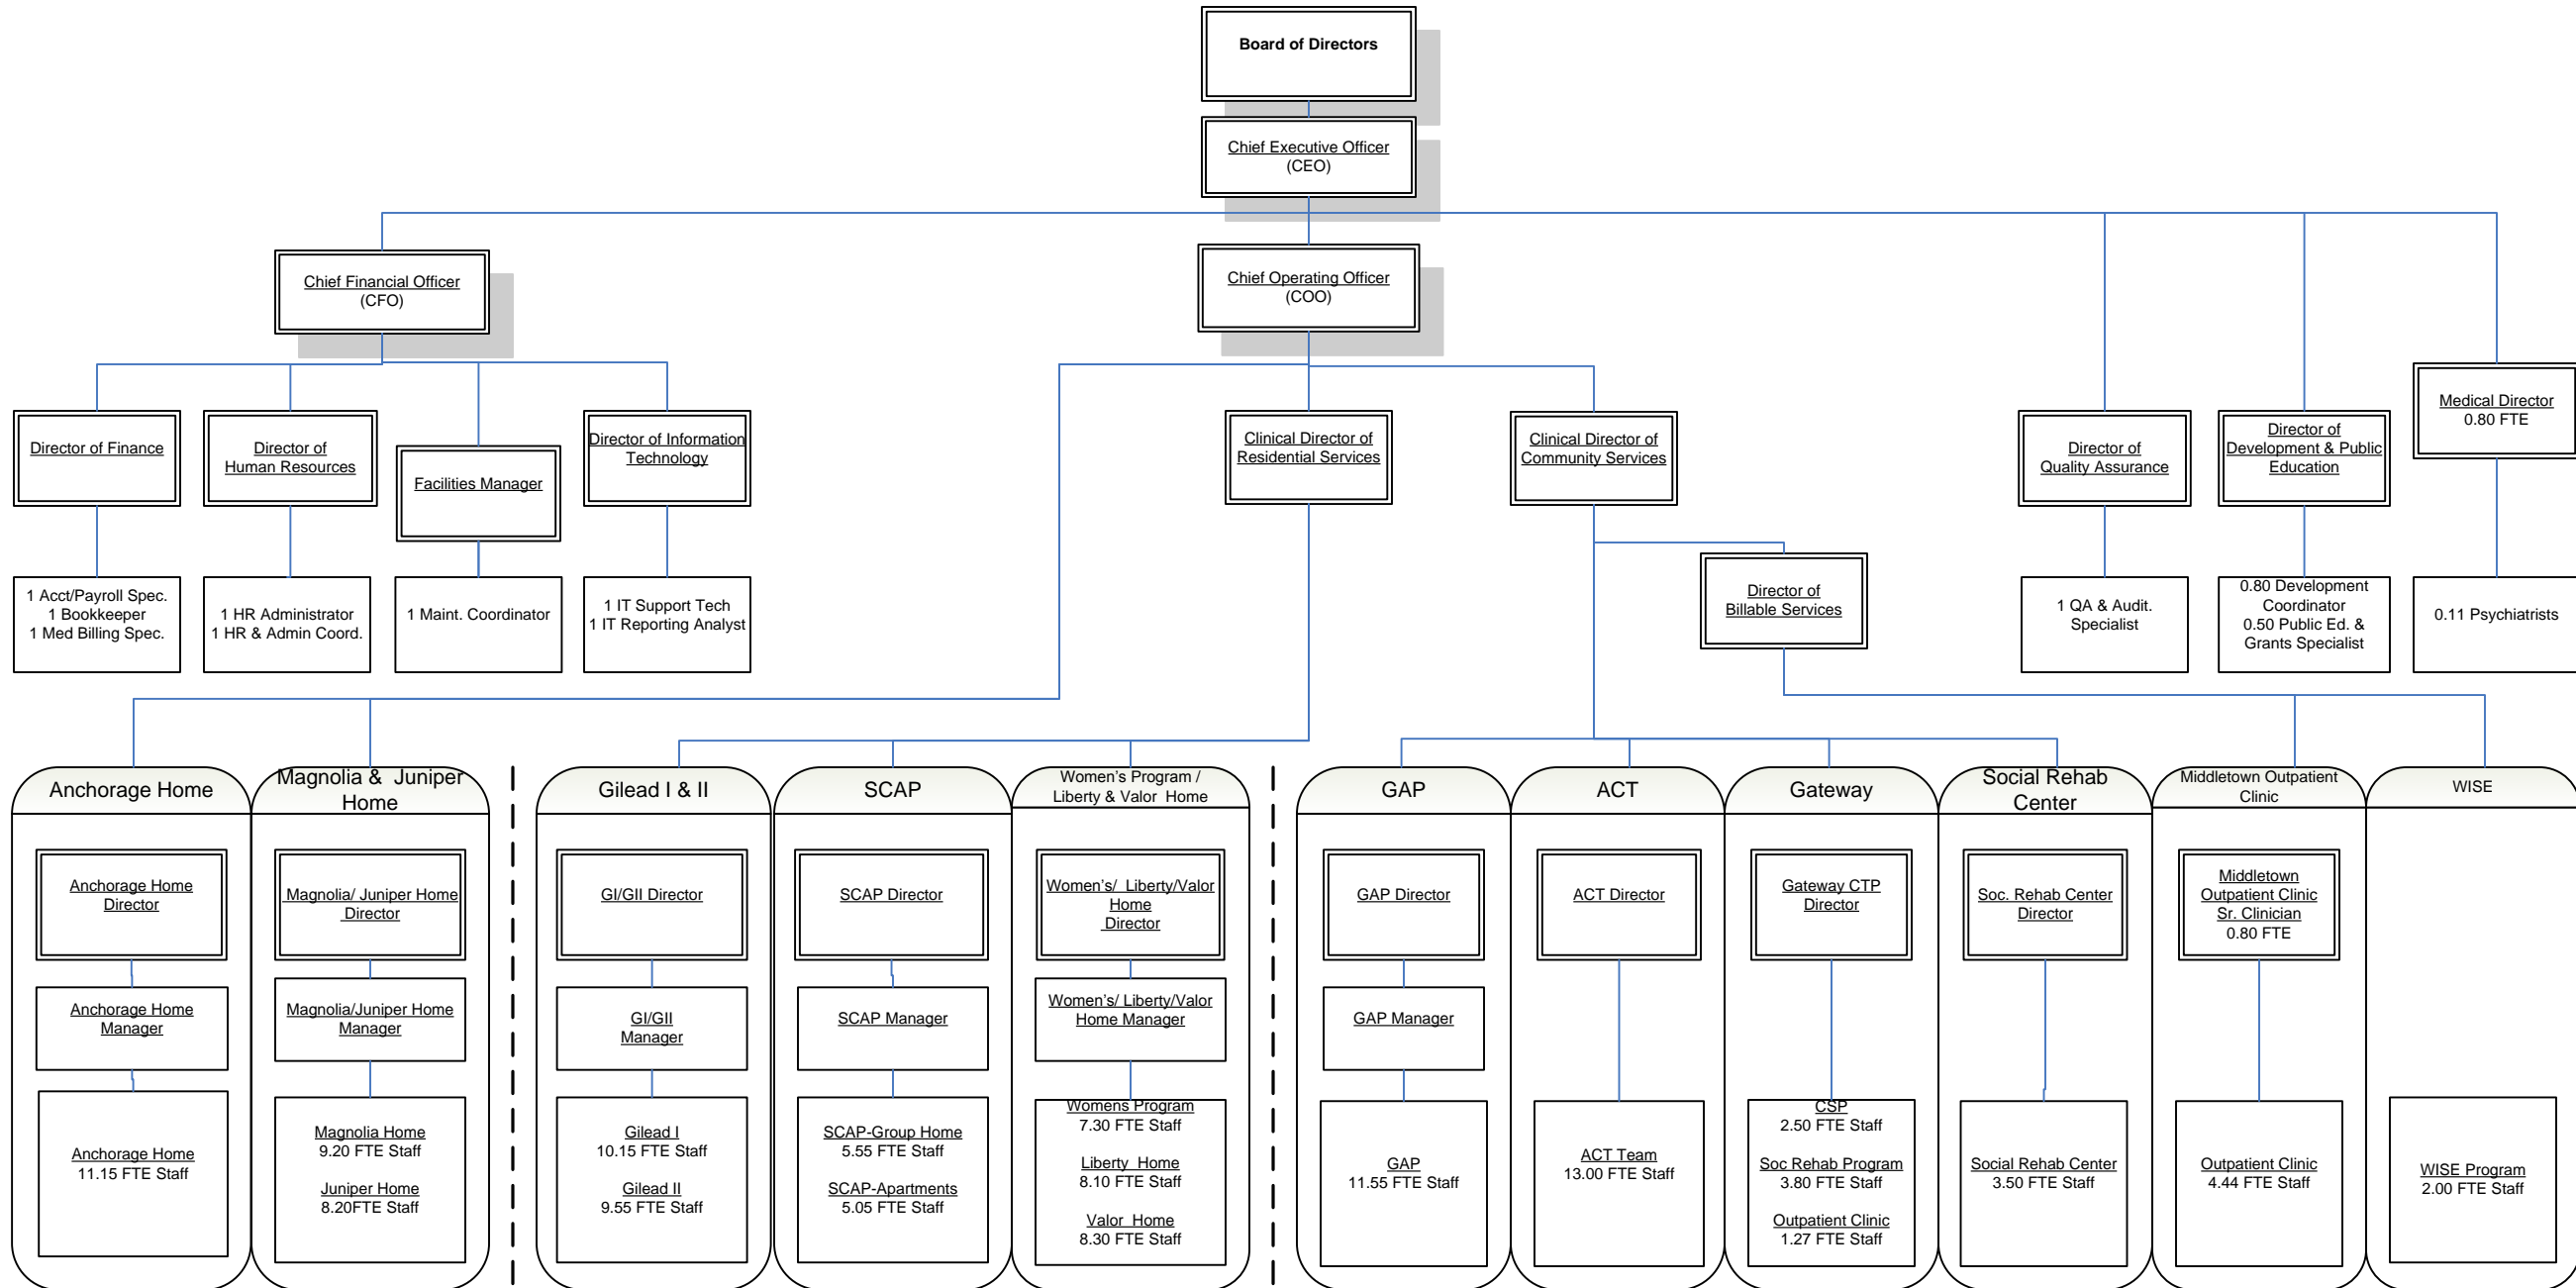 Board of Directors
Chief Executive Officer
(CEO)
Chief Financial Officer
(CFO)
Chief Operating Officer
(COO)
Director of Finance
Director of
Human Resources
Facilities Manager
Director of Information
Technology
Clinical Director of
Residential Services
Clinical Director of
Community Services
Director of
Quality Assurance
Director of
Development & Public
Education
Medical Director
0.80 FTE
1 Acct/Payroll Spec.
1 Bookkeeper
1 Med Billing Spec.
1 HR Administrator
1 HR & Admin Coord.
1 Maint. Coordinator
1 IT Support Tech
1 IT Reporting Analyst
Director of
Billable Services
1 QA & Audit.
Specialist
0.80 Development
Coordinator
0.50 Public Ed. &
Grants Specialist
0.11 Psychiatrists
Anchorage Home
Magnolia & Juniper
Home
Gilead I & II
SCAP
Women's Program /
Liberty & Valor Home
GAP
ACT
Gateway
Social Rehab
Center
Middletown Outpatient
Clinic
WISE
Anchorage Home
Director
Magnolia/ Juniper Home
Director
GI/GII Director
SCAP Director
Women's/ Liberty/Valor
Home
Director
GAP Director
ACT Director
Gateway CTP
Director
Soc. Rehab Center
Director
Middletown
Outpatient Clinic
Sr. Clinician
0.80 FTE
Anchorage Home
Manager
Magnolia/Juniper Home
Manager
GI/GII
Manager
SCAP Manager
Women's/ Liberty/Valor
Home Manager
GAP Manager
Anchorage Home
11.15 FTE Staff
Magnolia Home
9.20 FTE Staff
Juniper Home
8.20FTE Staff
Gilead I
10.15 FTE Staff
Gilead II
9.55 FTE Staff
SCAP-Group Home
5.55 FTE Staff
SCAP-Apartments
5.05 FTE Staff
Womens Program
7.30 FTE Staff
Liberty Home
8.10 FTE Staff
Valor Home
8.30 FTE Staff
GAP
11.55 FTE Staff
ACT Team
13.00 FTE Staff
CSP
2.50 FTE Staff
Soc Rehab Program
3.80 FTE Staff
Outpatient Clinic
1.27 FTE Staff
Social Rehab Center
3.50 FTE Staff
Outpatient Clinic
4.44 FTE Staff
WISE Program
2.00 FTE Staff